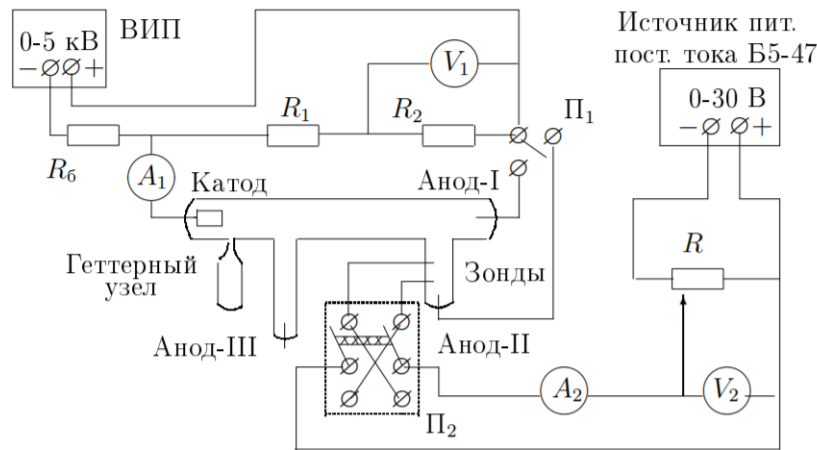 ВИП
0-5 кВ
− +
Источник пит.
пост. тока Б5-47
0-30 В
− +
V₁
R₁
R₂
П₁
Rб
A₁
Катод
Анод-I
R
Геттерный
узел
Зонды
Анод-III
Анод-II
A₂
V₂
П₂